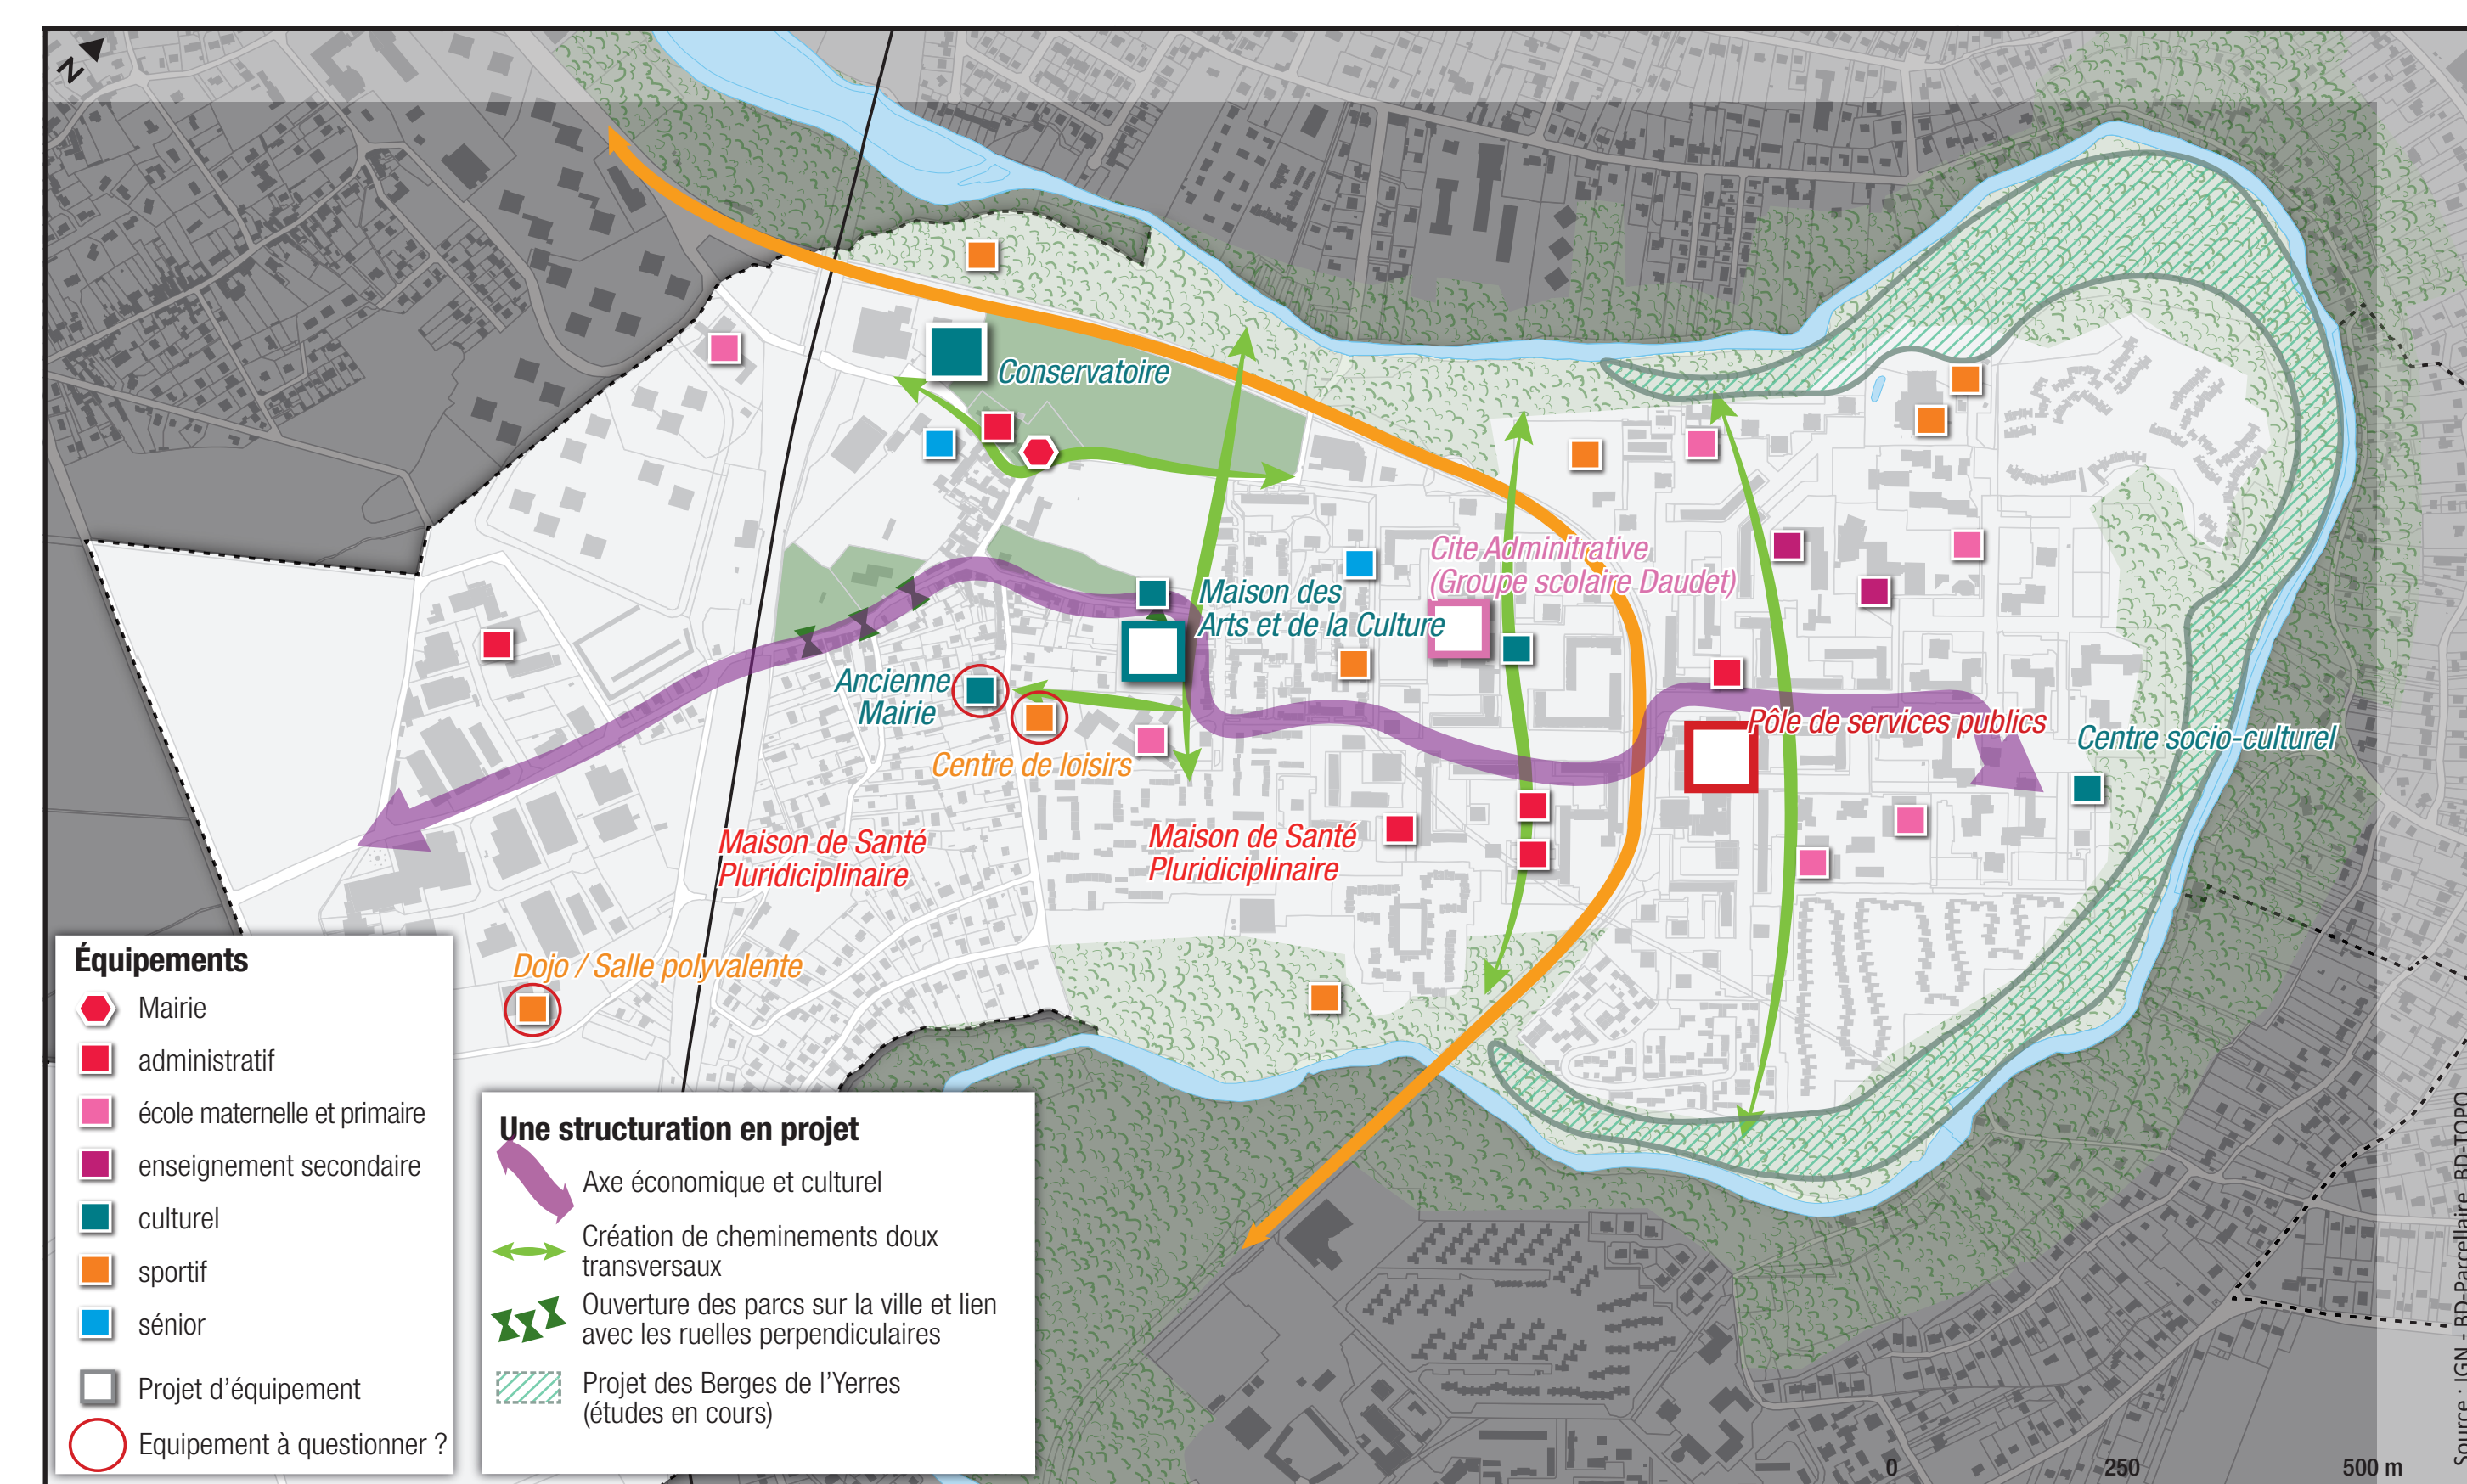 N
Conservatoire
Cite Adminitrative
(Groupe scolaire Daudet)
Maison des
Arts et de la Culture
Ancienne
Mairie
Pôle de services publics
Centre socio-culturel
Centre de loisirs
Maison de Santé
Pluridiciplinaire
Maison de Santé
Pluridiciplinaire
Dojo / Salle polyvalente
Équipements
Mairie
administratif
école maternelle et primaire
enseignement secondaire
culturel
sportif
sénior
Projet d'équipement
Equipement à questionner ?
Une structuration en projet
Axe économique et culturel
Création de cheminements doux
transversaux
Ouverture des parcs sur la ville et lien
avec les ruelles perpendiculaires
Projet des Berges de l'Yerres
(études en cours)
0 250 500 m
Source : IGN - BD-Parcellaire, BD-TOPO